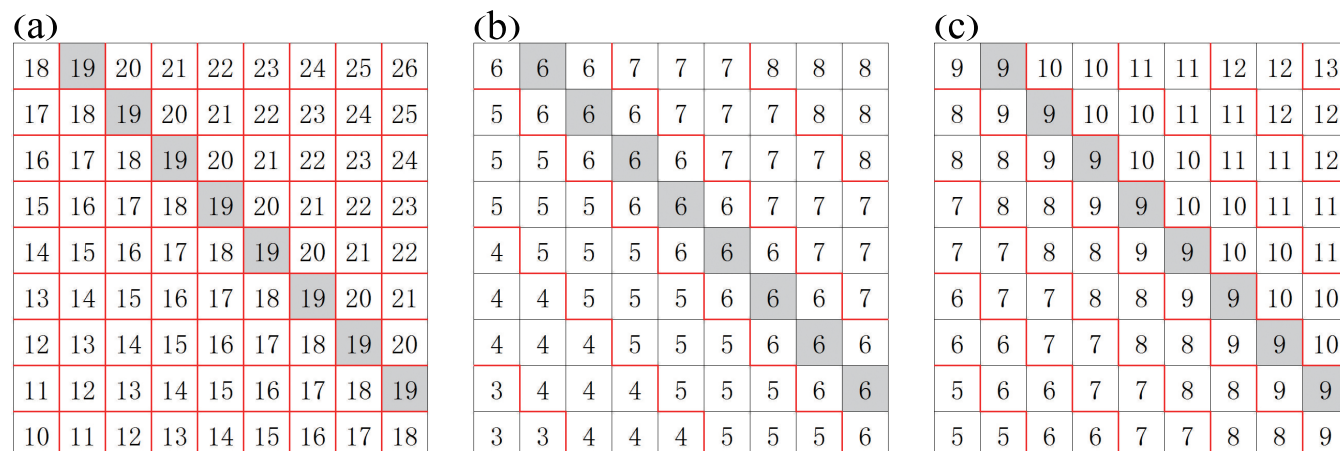 (a) (b) (c)
18 19 20 21 22 23 24 25 26 6 6 6 7 7 7 8 8 8 9 9 10 10 11 11 12 12 13
17 18 19 20 21 22 23 24 25 5 6 6 6 7 7 7 8 8 8 9 9 10 10 11 11 12 12
16 17 18 19 20 21 22 23 24 5 5 6 6 6 7 7 7 8 8 8 9 9 10 10 11 11 12
15 16 17 18 19 20 21 22 23 5 5 5 6 6 6 7 7 7 7 8 8 9 9 10 10 11 11
14 15 16 17 18 19 20 21 22 4 5 5 5 6 6 6 7 7 7 7 8 8 9 9 10 10 11
13 14 15 16 17 18 19 20 21 4 4 5 5 5 6 6 6 7 6 7 7 8 8 9 9 10 10
12 13 14 15 16 17 18 19 20 4 4 4 5 5 5 6 6 6 6 6 7 7 8 8 9 9 10
11 12 13 14 15 16 17 18 19 3 4 4 4 5 5 5 6 6 5 6 6 7 7 8 8 9 9
10 11 12 13 14 15 16 17 18 3 3 4 4 4 5 5 5 6 5 5 6 6 7 7 8 8 9